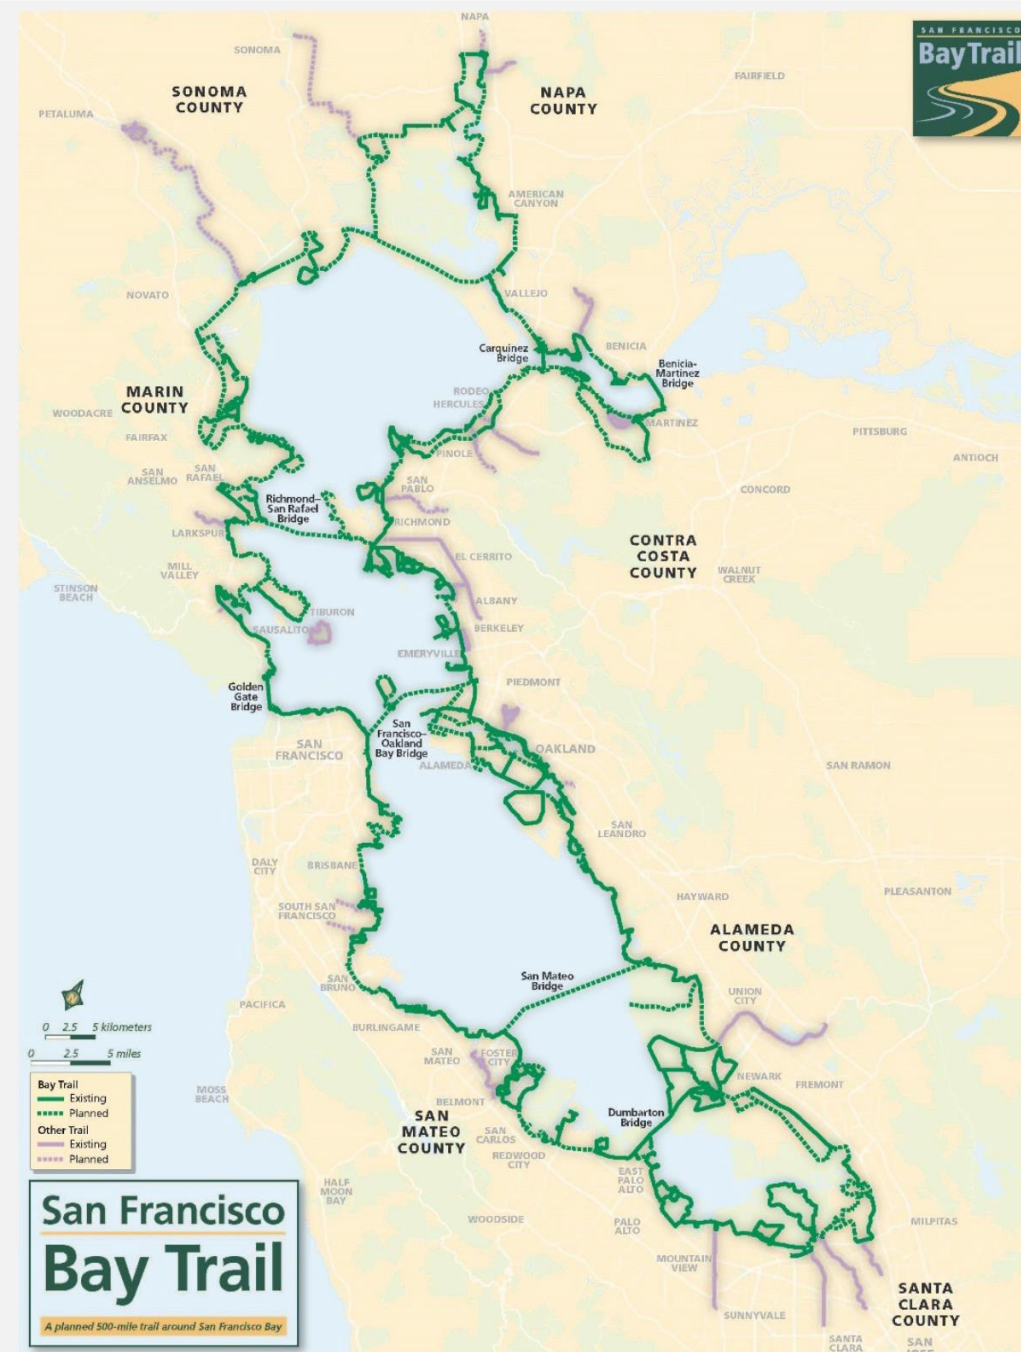 NAPA
SAN FRANCISCO
Bay Trail
SONOMA
FAIRFIELD
SONOMA
COUNTY
NAPA
COUNTY
PETALUMA
AMERICAN
CANYON
NOVATO
VALLEJO
Carquinez
Bridge
BENICIA
Benicia-
Martinez
Bridge
MARIN
COUNTY
RODEO
HERCULES
WOODACRE
MARTINEZ
FAIRFAX
PITTSBURG
PINOLE
ANTIOCH
SAN
ANSELMO
SAN
RAFAEL
SAN
PABLO
CONCORD
Richmond–
San Rafael
Bridge
RICHMOND
LARKSPUR
CONTRA
COSTA
COUNTY
EL CERRITO
MILL
VALLEY
WALNUT
CREEK
STINSON
BEACH
ALBANY
TIBURON
SAUSALITO
BERKELEY
EMERYVILLE
PIEDMONT
Golden
Gate
Bridge
San
Francisco–
Oakland
Bay Bridge
SAN
FRANCISCO
OAKLAND
ALAMEDA
SAN RAMON
SAN
LEANDRO
DALY
CITY
BRISBANE
HAYWARD
PLEASANTON
SOUTH SAN
FRANCISCO
ALAMEDA
COUNTY
San Mateo
Bridge
SAN
BRUNO
UNION
CITY
PACIFICA
N
0 2.5 5 kilometers
0 2.5 5 miles
BURLINGAME
SAN
MATEO
FOSTER
CITY
NEWARK
FREMONT
Bay Trail
Existing
Planned
Other Trail
Existing
Planned
MOSS
BEACH
BELMONT
Dumbarton
Bridge
SAN
MATEO
COUNTY
SAN
CARLOS
REDWOOD
CITY
EAST
PALO
ALTO
HALF
MOON
BAY
WOODSIDE
PALO
ALTO
MILPITAS
San Francisco
Bay Trail
A planned 500-mile trail around San Francisco Bay
MOUNTAIN
VIEW
SANTA
CLARA
COUNTY
SUNNYVALE
SANTA
CLARA
SAN
JOSE